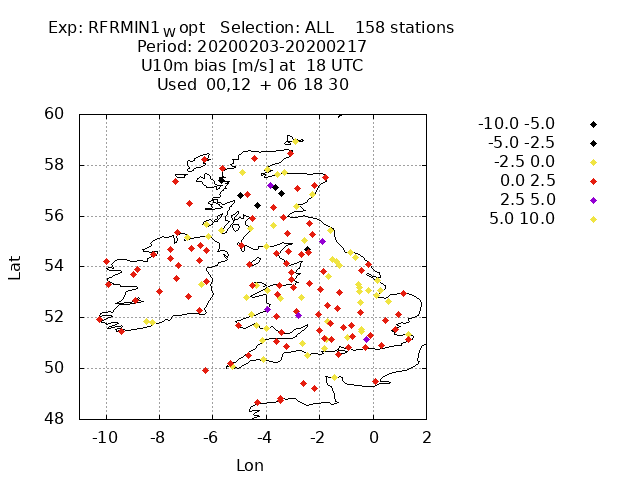 Exp: RFRMIN1wopt Selection: ALL 158 stations
Period: 20200203-20200217
U10m bias [m/s] at 18 UTC
Used 00,12 + 06 18 30
-10.0 -5.0
-5.0 -2.5
-2.5 0.0
0.0 2.5
2.5 5.0
5.0 10.0
60
58
56
54
52
50
48
Lat
-10 -8 -6 -4 -2 0 2
Lon